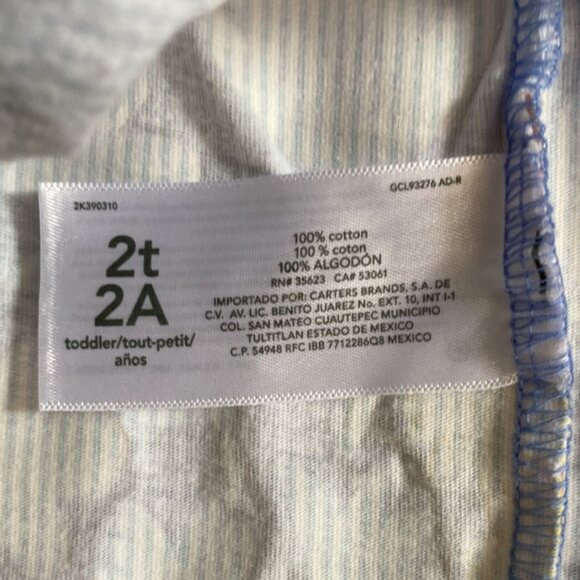 2K390310
GCL93276 AD-R
2t
2A
toddler/tout-petit/
años
100% cotton
100 % coton
100% ALGODÓN
RN# 35623 CA# 53061
IMPORTADO POR: CARTERS BRANDS, S.A. DE
C.V. AV. LIC. BENITO JUAREZ No. EXT. 10, INT I-1
COL. SAN MATEO CUAUTEPEC MUNICIPIO
TULTITLAN ESTADO DE MEXICO
C.P. 54948 RFC IBB 7712286Q8 MEXICO